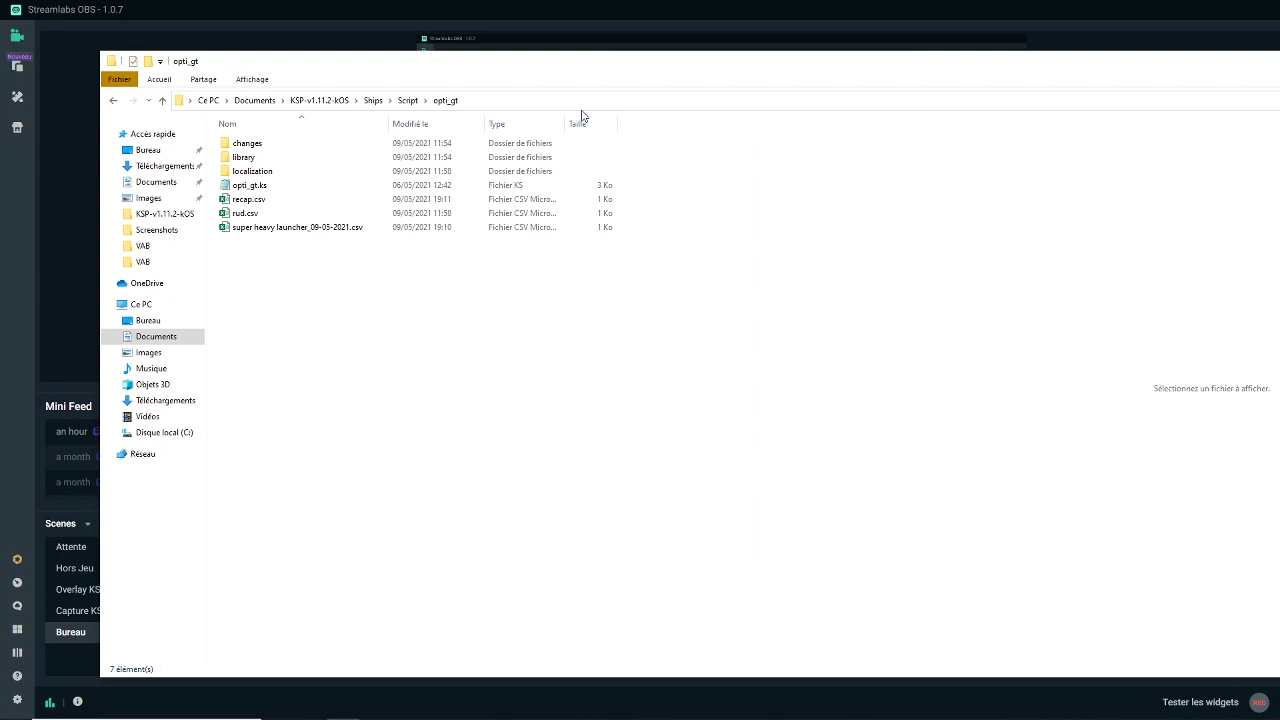 Streamlabs OBS - 1.0.7
Streamlabs OBS - 1.0.7
Nouveau
opti_gt
Fichier Accueil Partage Affichage
Ce PC > Documents > KSP-v1.11.2-kOS > Ships > Script > opti_gt
Nom Modifié le Type Taille
changes 09/05/2021 11:54 Dossier de fichiers
library 09/05/2021 11:54 Dossier de fichiers
localization 09/05/2021 11:58 Dossier de fichiers
opti_gt.ks 06/05/2021 12:42 Fichier KS 3 Ko
recap.csv 09/05/2021 19:11 Fichier CSV Micro... 1 Ko
rud.csv 09/05/2021 11:58 Fichier CSV Micro... 1 Ko
super heavy launcher_09-05-2021.csv 09/05/2021 19:10 Fichier CSV Micro... 1 Ko
Accès rapide
Bureau
Téléchargements
Documents
Images
KSP-v1.11.2-kOS
Screenshots
VAB
VAB
OneDrive
Ce PC
Bureau
Documents
Images
Musique
Objets 3D
Téléchargements
Vidéos
Disque local (C:)
Réseau
Sélectionnez un fichier à afficher.
7 élément(s)
Mini Feed
an hour
a month
a month
Scenes
Attente
Hors Jeu
Overlay KS
Capture KS
Bureau
Tester les widgets
REC